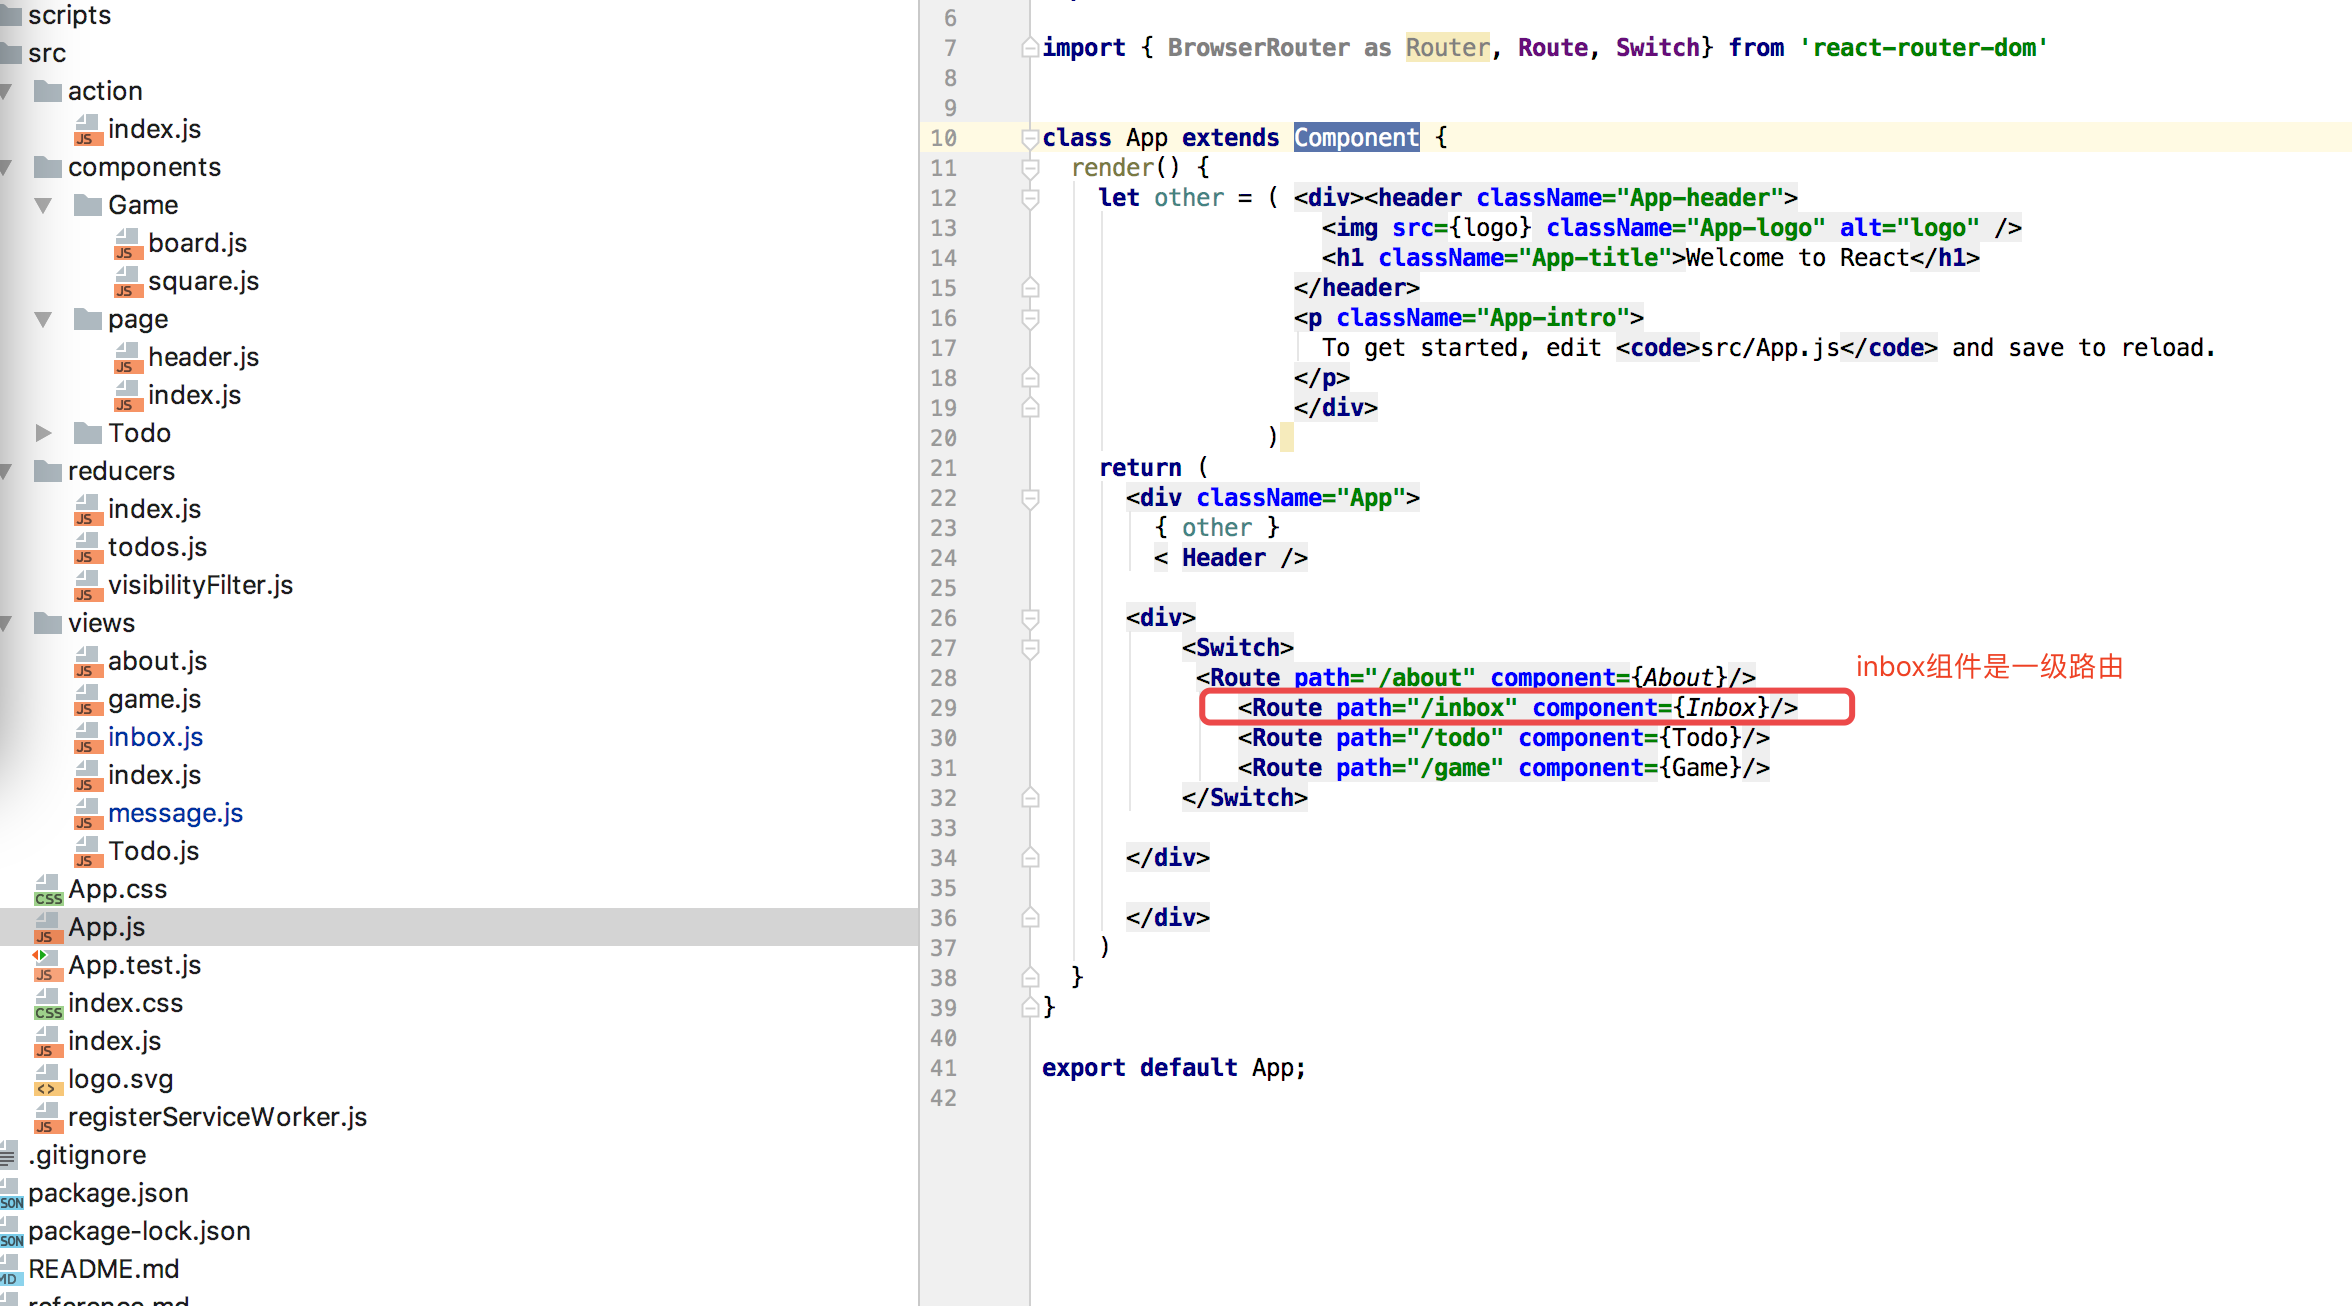 scripts
src
action
index.js
components
Game
board.js
square.js
page
header.js
index.js
Todo
reducers
index.js
todos.js
visibilityFilter.js
views
about.js
game.js
inbox.js
index.js
message.js
Todo.js
App.css
App.js
App.test.js
index.css
index.js
logo.svg
registerServiceWorker.js
.gitignore
package.json
package-lock.json
README.md
reference.md
6
7 import { BrowserRouter as Router, Route, Switch} from 'react-router-dom'
8
9
10 class App extends Component {
11 render() {
12 let other = ( <div><header className="App-header">
13 <img src={logo} className="App-logo" alt="logo" />
14 <h1 className="App-title">Welcome to React</h1>
15 </header>
16 <p className="App-intro">
17 To get started, edit <code>src/App.js</code> and save to reload.
18 </p>
19 </div>
20 )
21 return (
22 <div className="App">
23 { other }
24 < Header />
25
26 <div>
27 <Switch>
28 <Route path="/about" component={About}/>
inbox组件是一级路由
29 <Route path="/inbox" component={Inbox}/>
30 <Route path="/todo" component={Todo}/>
31 <Route path="/game" component={Game}/>
32 </Switch>
33
34 </div>
35
36 </div>
37 )
38 }
39 }
40
41 export default App;
42